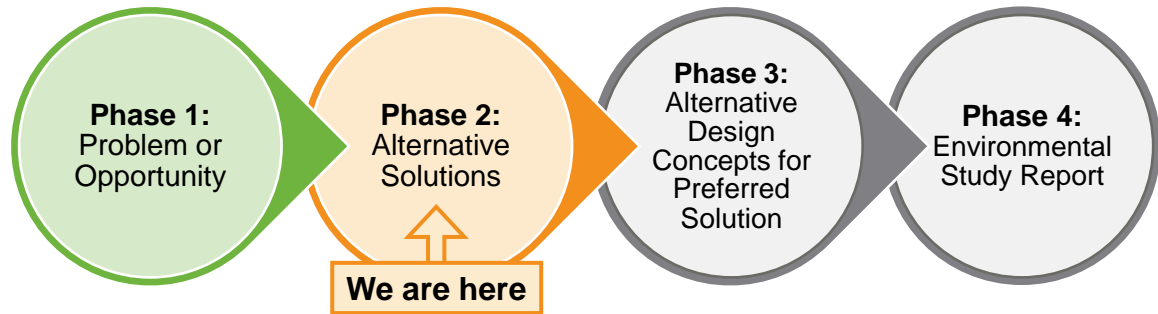 Phase 1:
Problem or
Opportunity
Phase 2:
Alternative
Solutions
We are here
Phase 3:
Alternative
Design
Concepts for
Preferred
Solution
Phase 4:
Environmental
Study Report